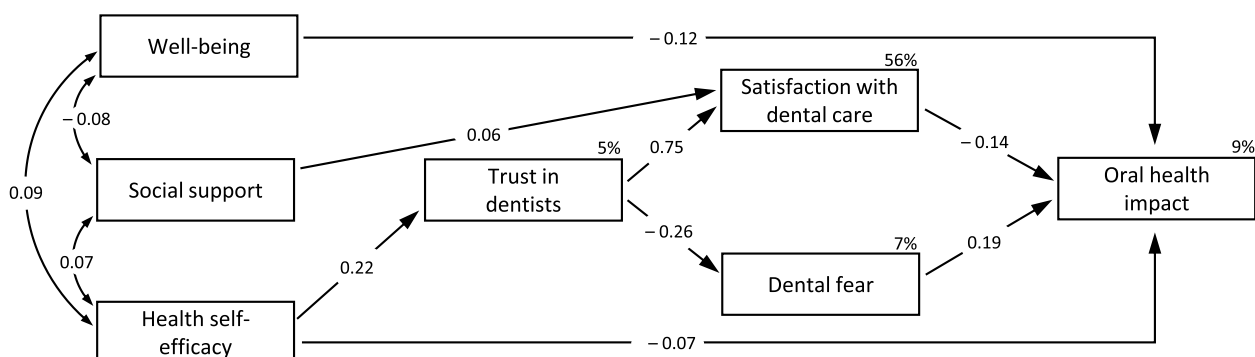 Well-being
− 0.12
56%
Satisfaction with
dental care
− 0.08
0.06
5%
0.75
− 0.14
9%
0.09
Social support
Trust in
dentists
Oral health
impact
− 0.26
7%
0.07
0.22
0.19
Dental fear
Health self-
efficacy
− 0.07